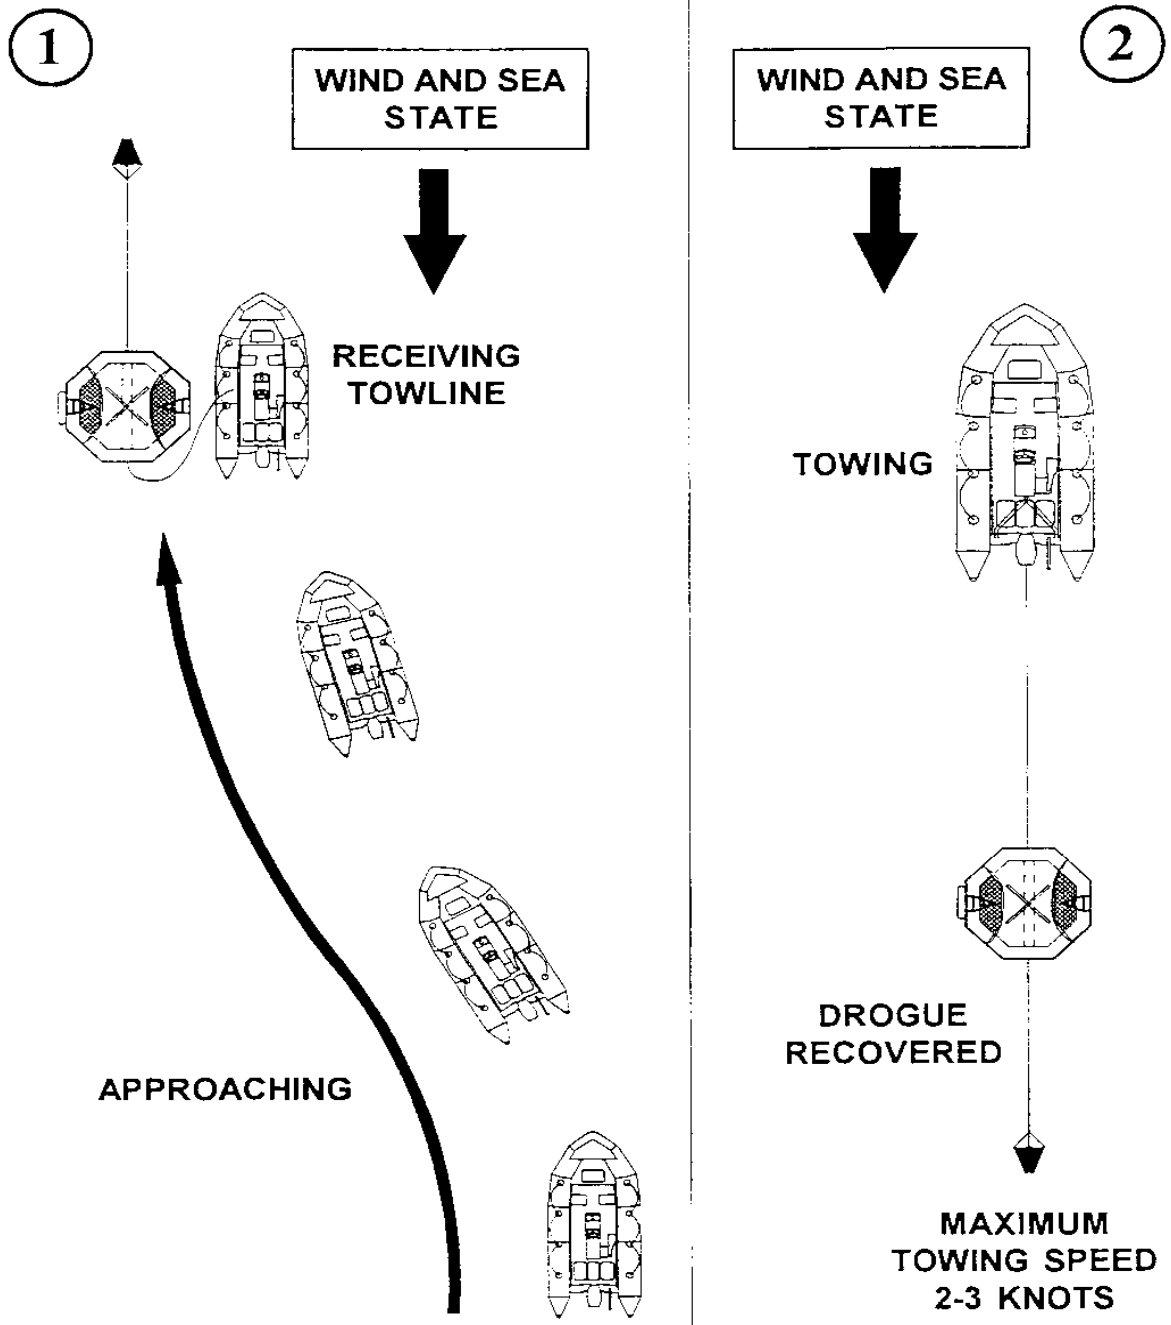 1
WIND AND SEA
STATE
RECEIVING
TOWLINE
APPROACHING
2
WIND AND SEA
STATE
TOWING
DROGUE
RECOVERED
MAXIMUM
TOWING SPEED
2-3 KNOTS